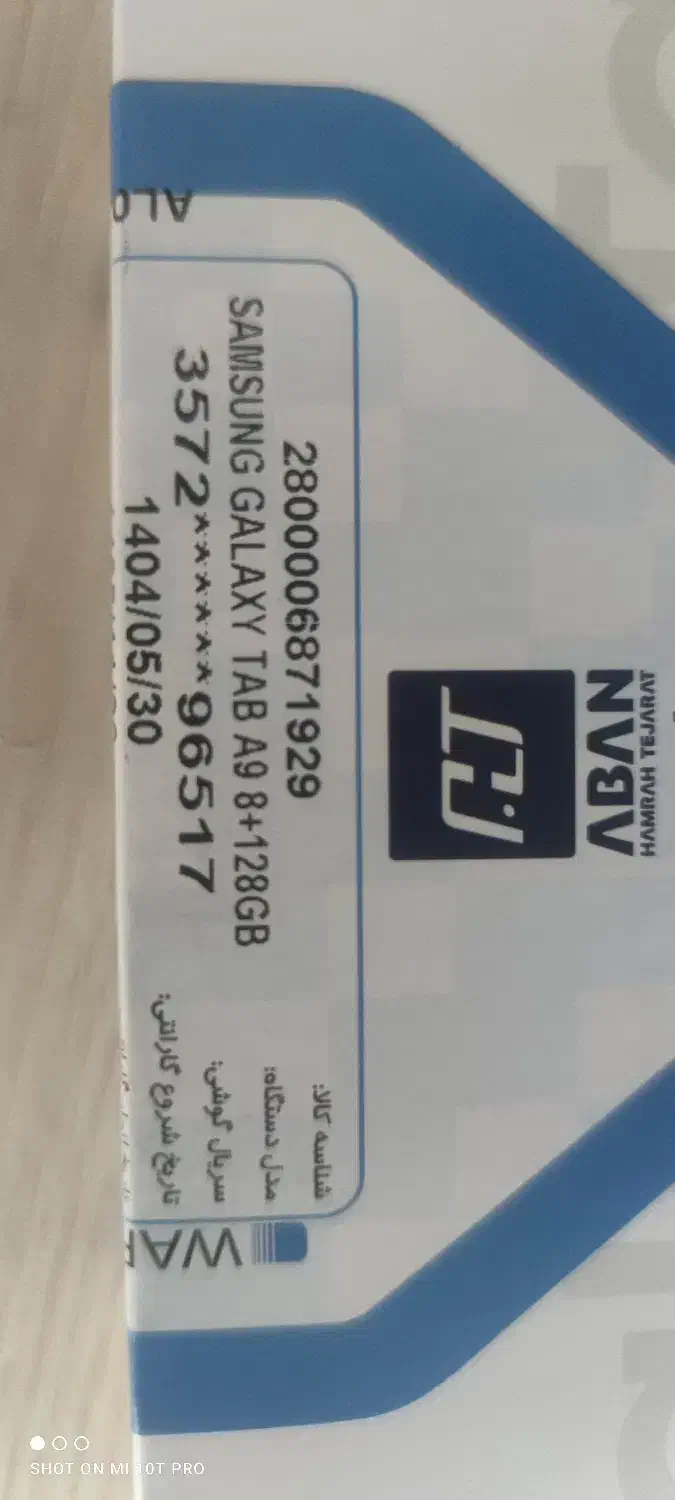 ABAN
HAMRAH TEJARAT
شناسه کالا: 2800006871929
مدل دستگاه: SAMSUNG GALAXY TAB A9 8+128GB
سریال گوشی: 3572******96517
تاریخ شروع گارانتی: 1404/05/30
SHOT ON MI 10T PRO